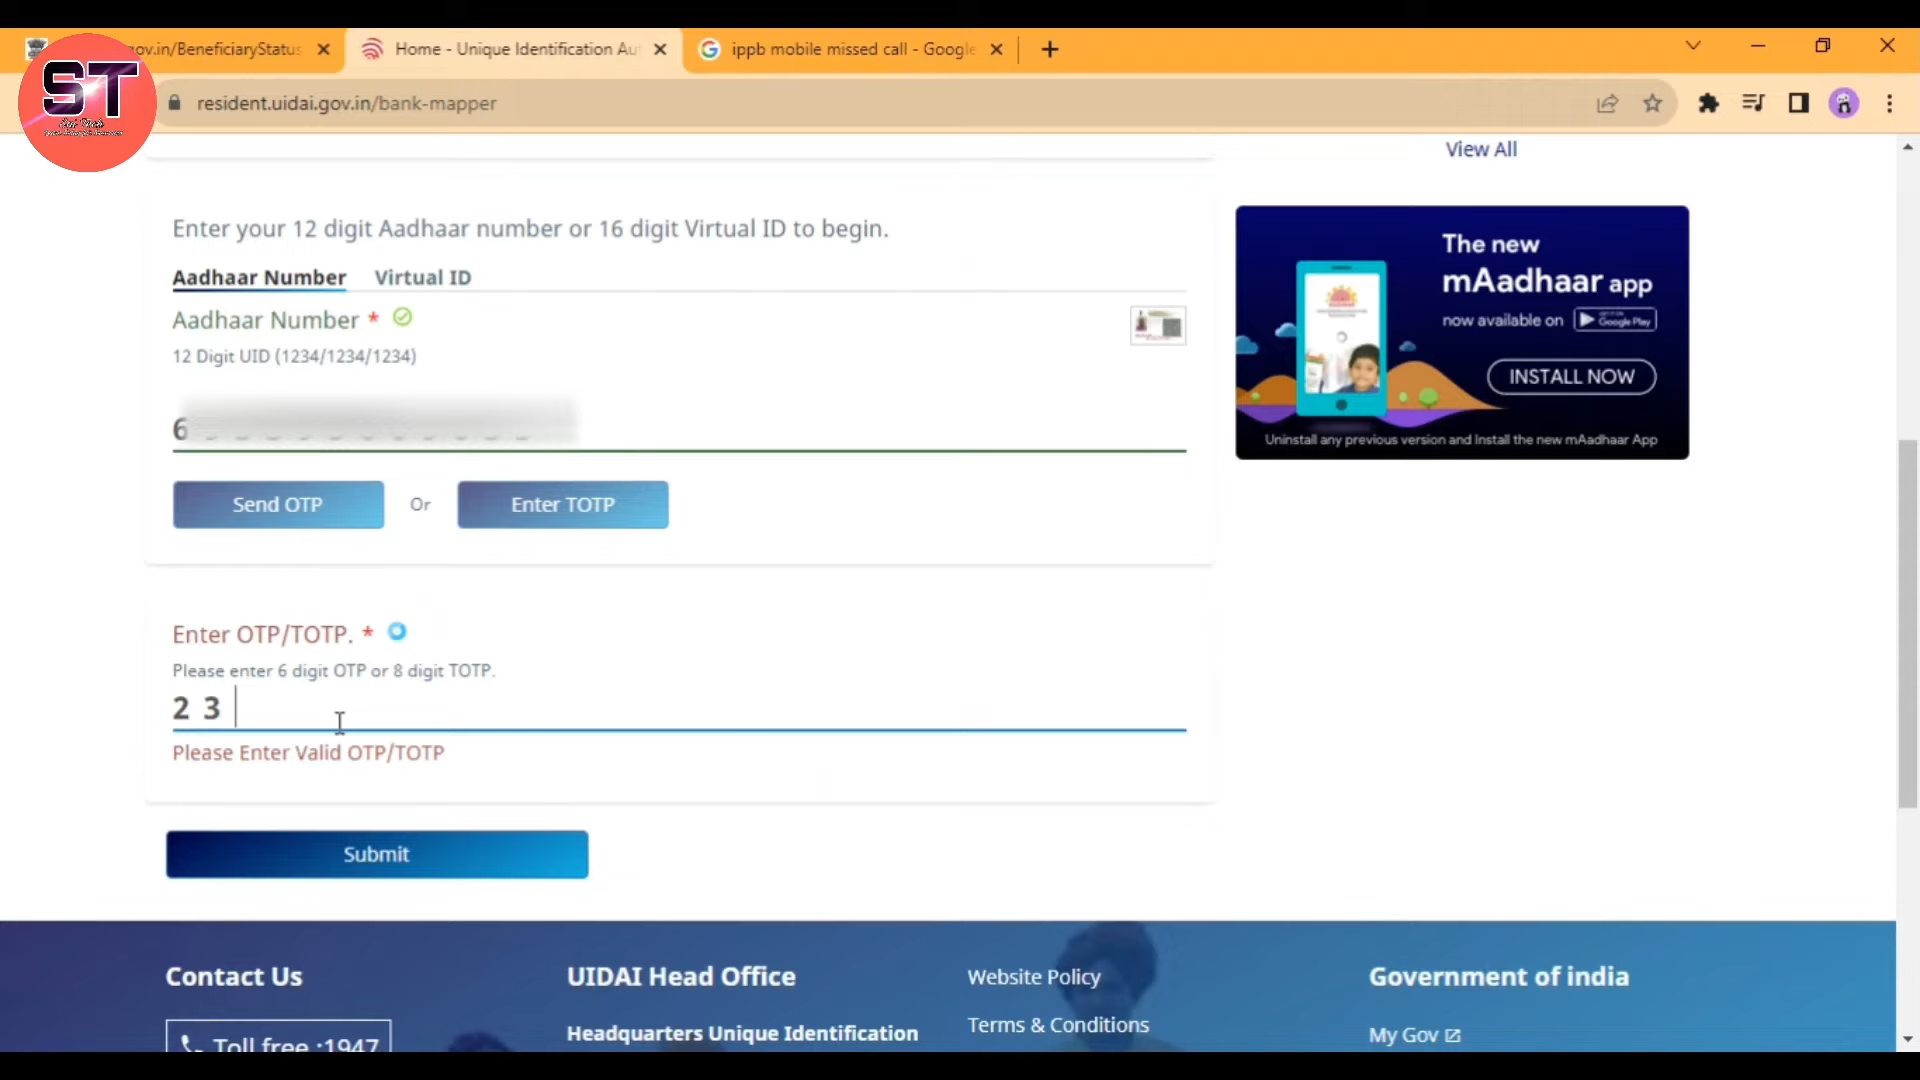 gov.in/BeneficiaryStatus
Home - Unique Identification Au
ippb mobile missed call - Google
ST
resident.uidai.gov.in/bank-mapper
View All
Enter your 12 digit Aadhaar number or 16 digit Virtual ID to begin.
Aadhaar Number Virtual ID
Aadhaar Number *
12 Digit UID (1234/1234/1234)
6
Send OTP Or Enter TOTP
Enter OTP/TOTP. *
Please enter 6 digit OTP or 8 digit TOTP.
2 3
Please Enter Valid OTP/TOTP
Submit
The new
mAadhaar app
now available on Google Play
INSTALL NOW
Uninstall any previous version and Install the new mAadhaar App
Contact Us
Toll free :1947
UIDAI Head Office
Headquarters Unique Identification
Website Policy
Terms & Conditions
Government of india
My Gov